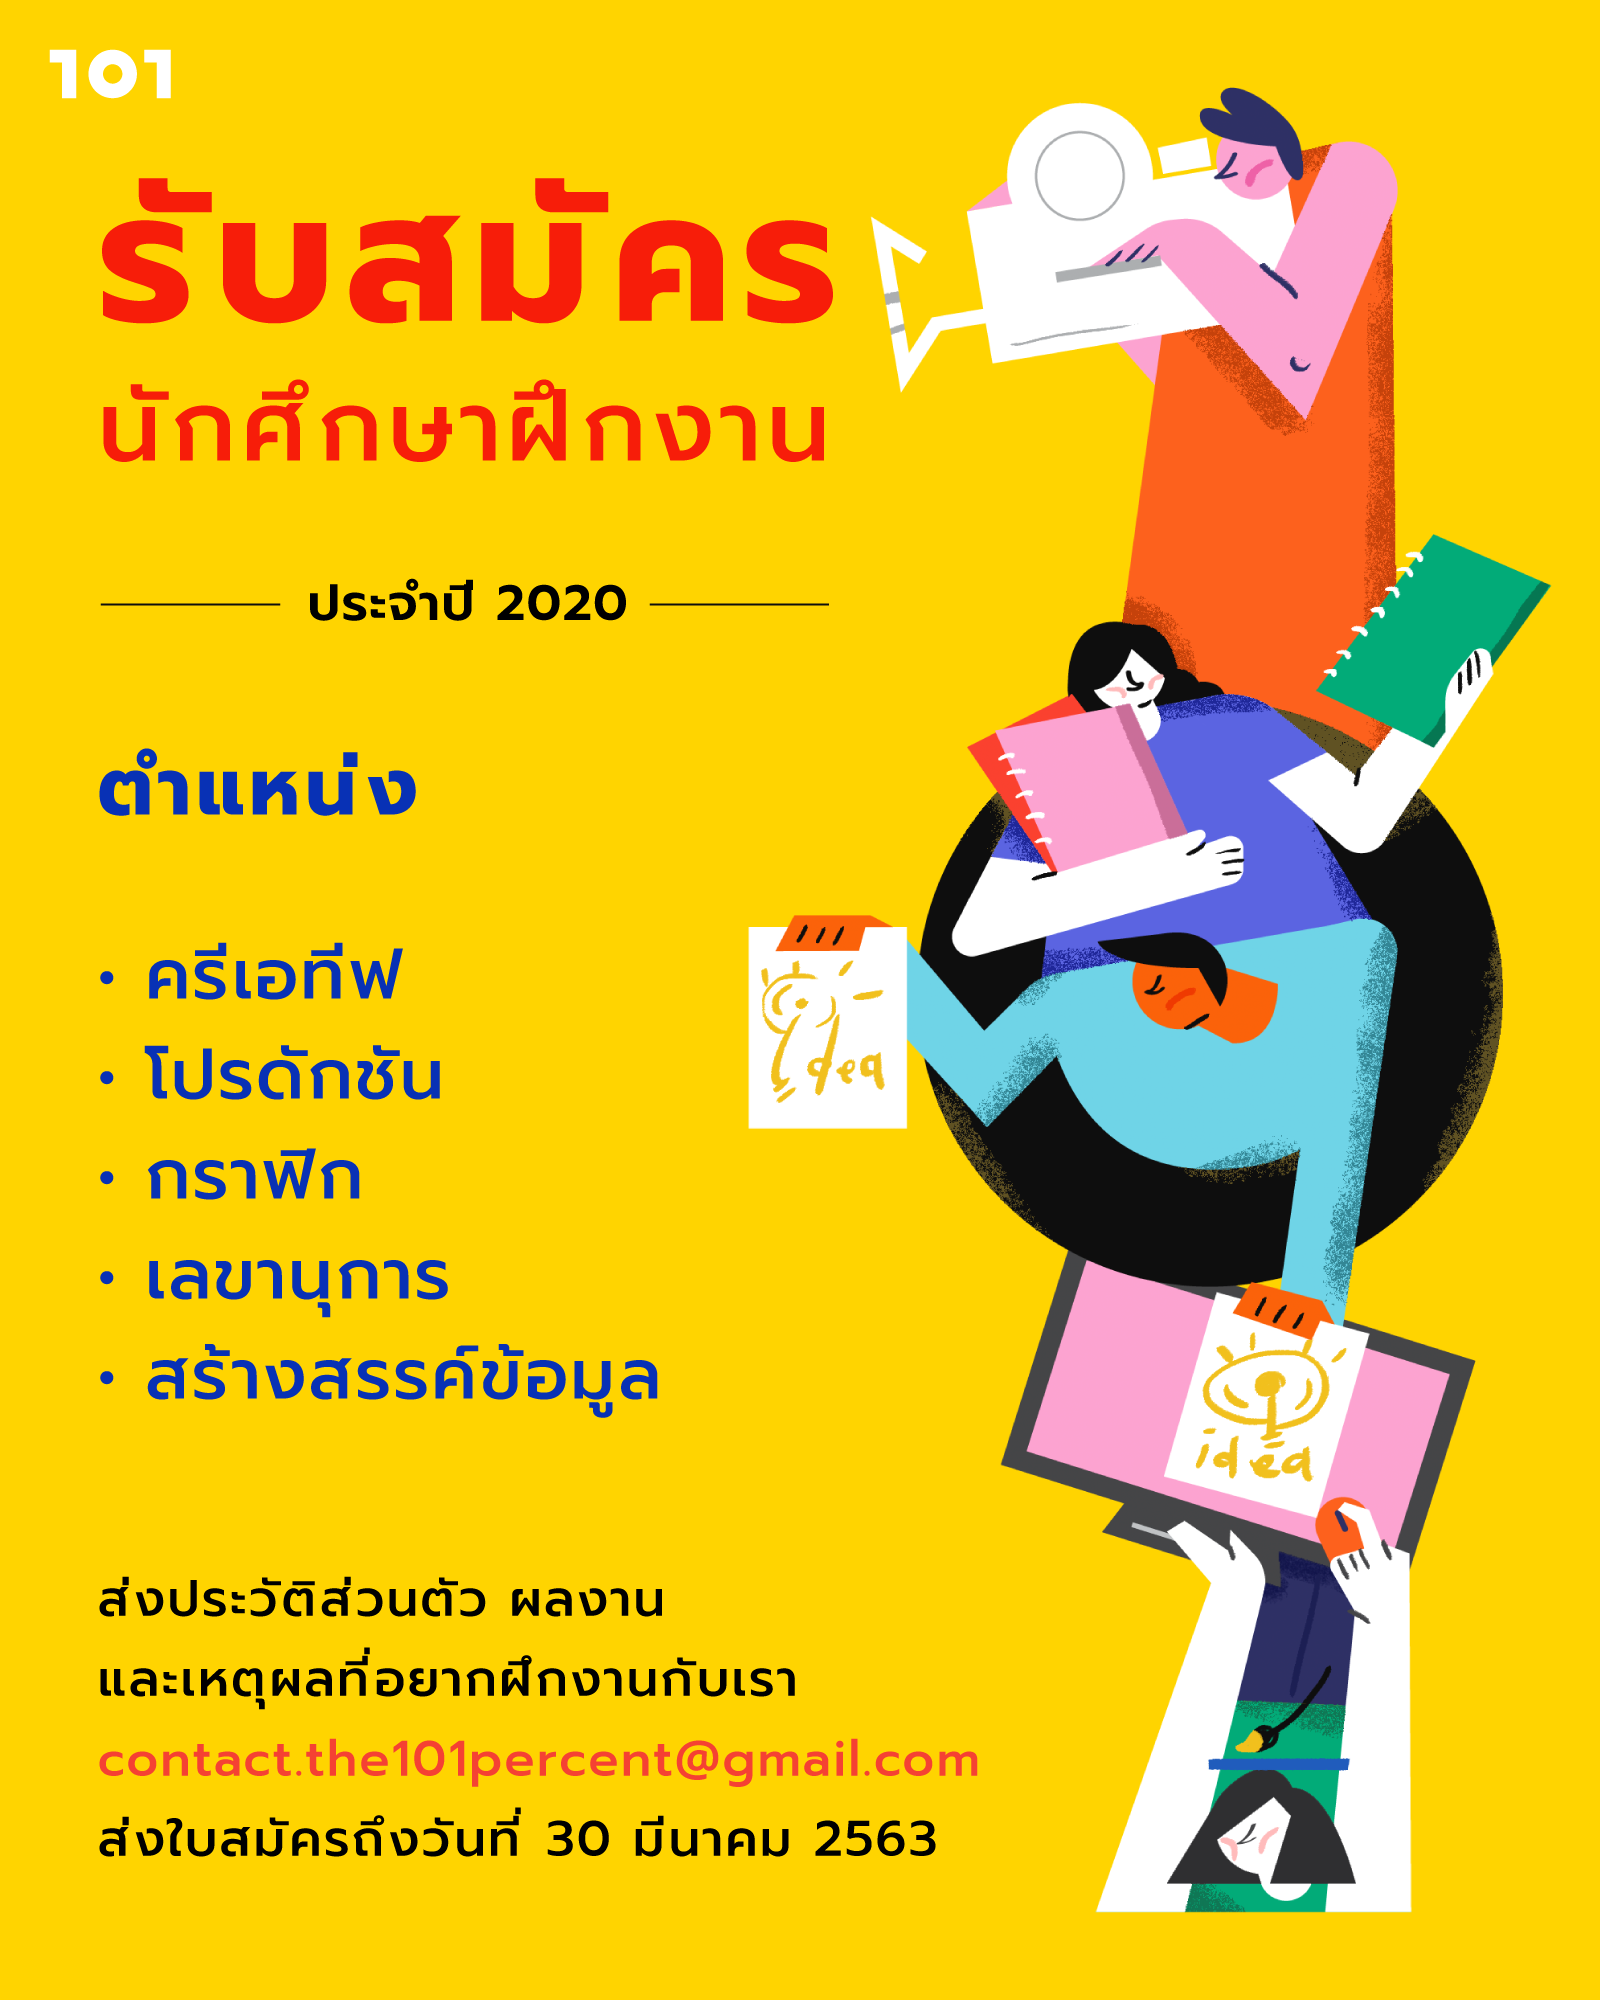 101
รับสมัคร
นักศึกษาฝึกงาน
ประจำปี 2020
ตำแหน่ง
• ครีเอทีฟ
• โปรดักชัน
• กราฟิก
• เลขานุการ
• สร้างสรรค์ข้อมูล
idea
idea
ส่งประวัติส่วนตัว ผลงาน
และเหตุผลที่อยากฝึกงานกับเรา
contact.the101percent@gmail.com
ส่งใบสมัครถึงวันที่ 30 มีนาคม 2563